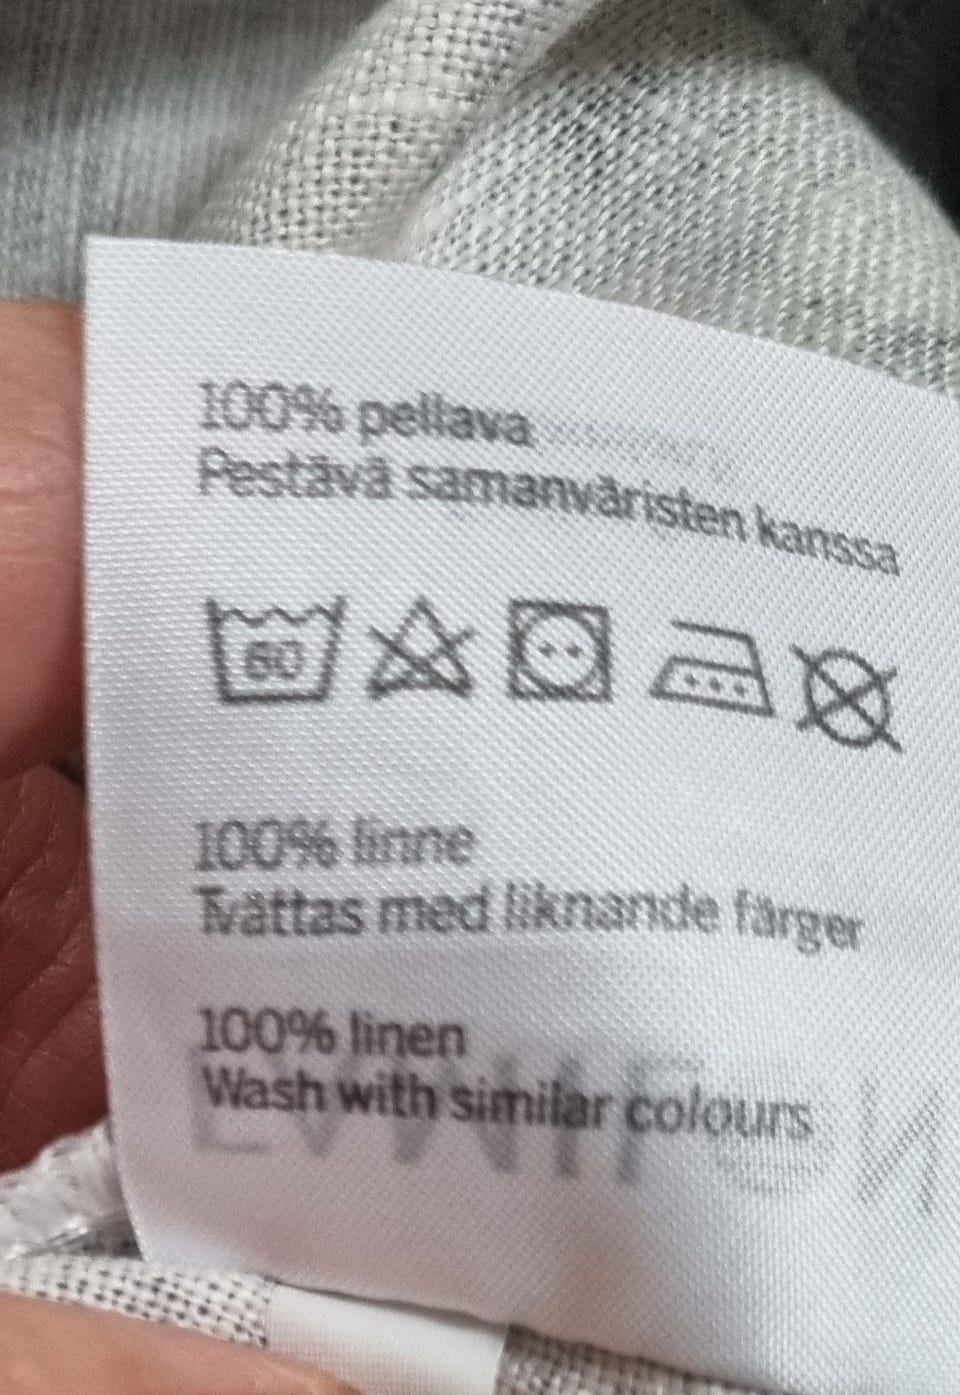 100% pellava
Pestävä samanväristen kanssa
60
100% linne
Tvättas med liknande färger
100% linen
Wash with similar colours